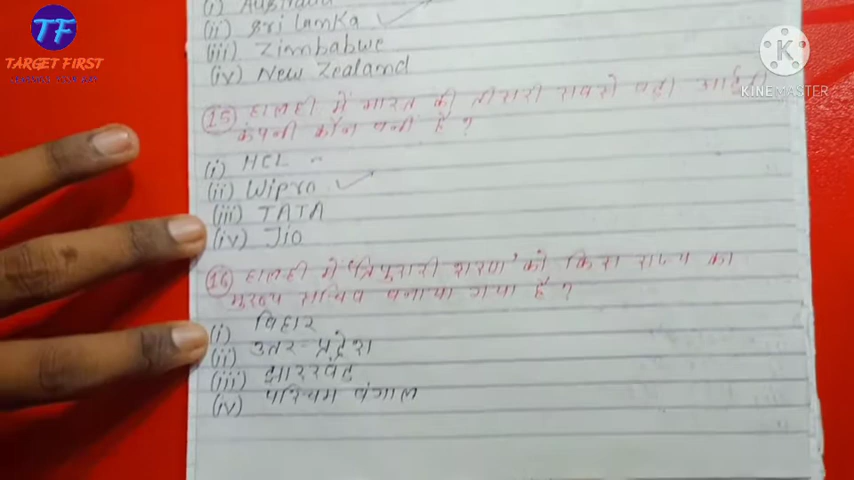 TF
TARGET FIRST
K
KINEMASTER
(i) Australia
(ii) Sri Lanka
(iii) Zimbabwe
(iv) New Zealand
(15) हालही में भारत की तीसरी सबसे बड़ी आईटी
कंपनी कौन बनी है ?
(i) HCL
(ii) Wipro
(iii) TATA
(iv) Jio
(16) हालही में 'त्रिपुरारी शरण' को किस राज्य का
मुख्य सचिव बनाया गया है ?
(i) बिहार
(ii) उत्तर-प्रदेश
(iii) झारखंड
(iv) पश्चिम बंगाल